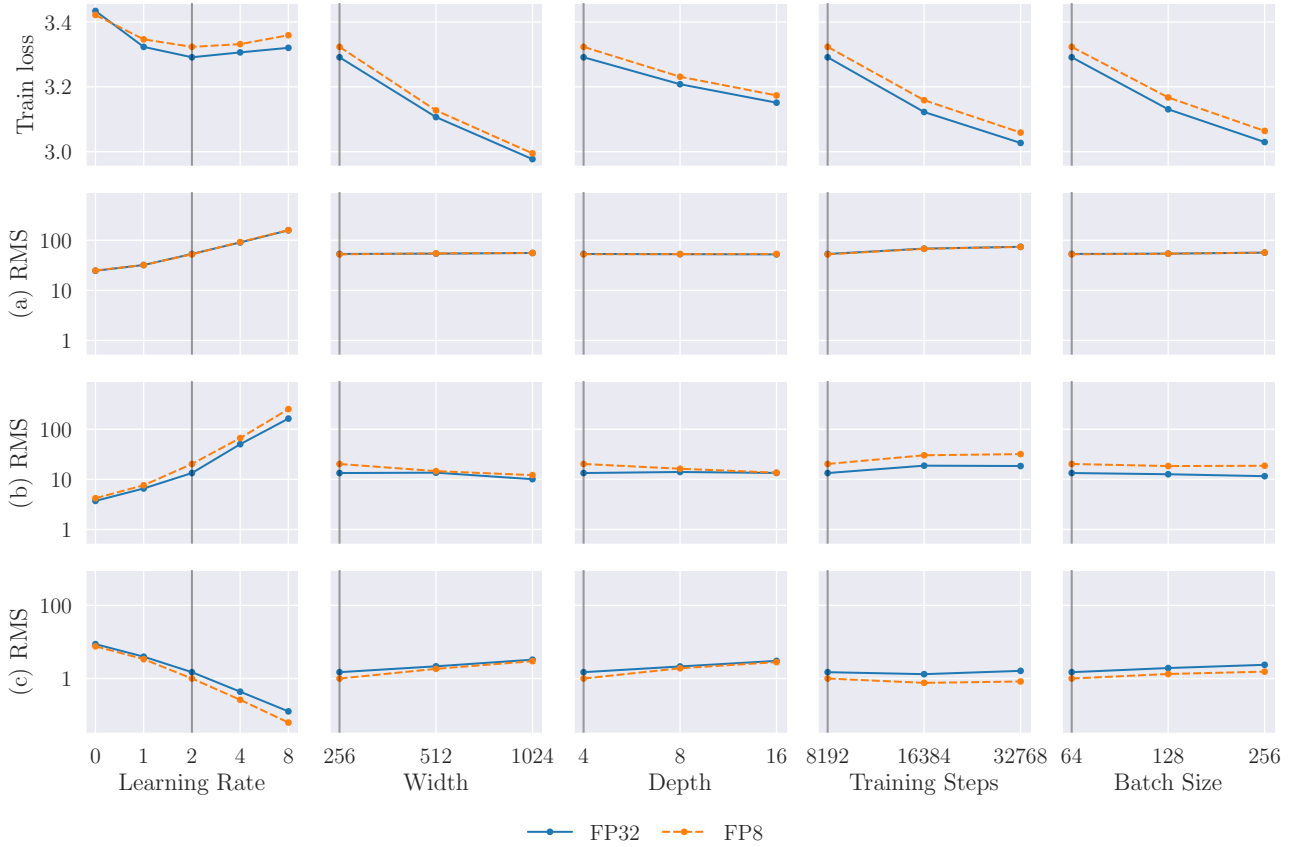 Train loss
3.4
3.2
3.0
(a) RMS
100
10
1
(b) RMS
100
10
1
(c) RMS
100
1
0 1 2 4 8
256 512 1024
4 8 16
8192 16384 32768
64 128 256
Learning Rate
Width
Depth
Training Steps
Batch Size
FP32 FP8